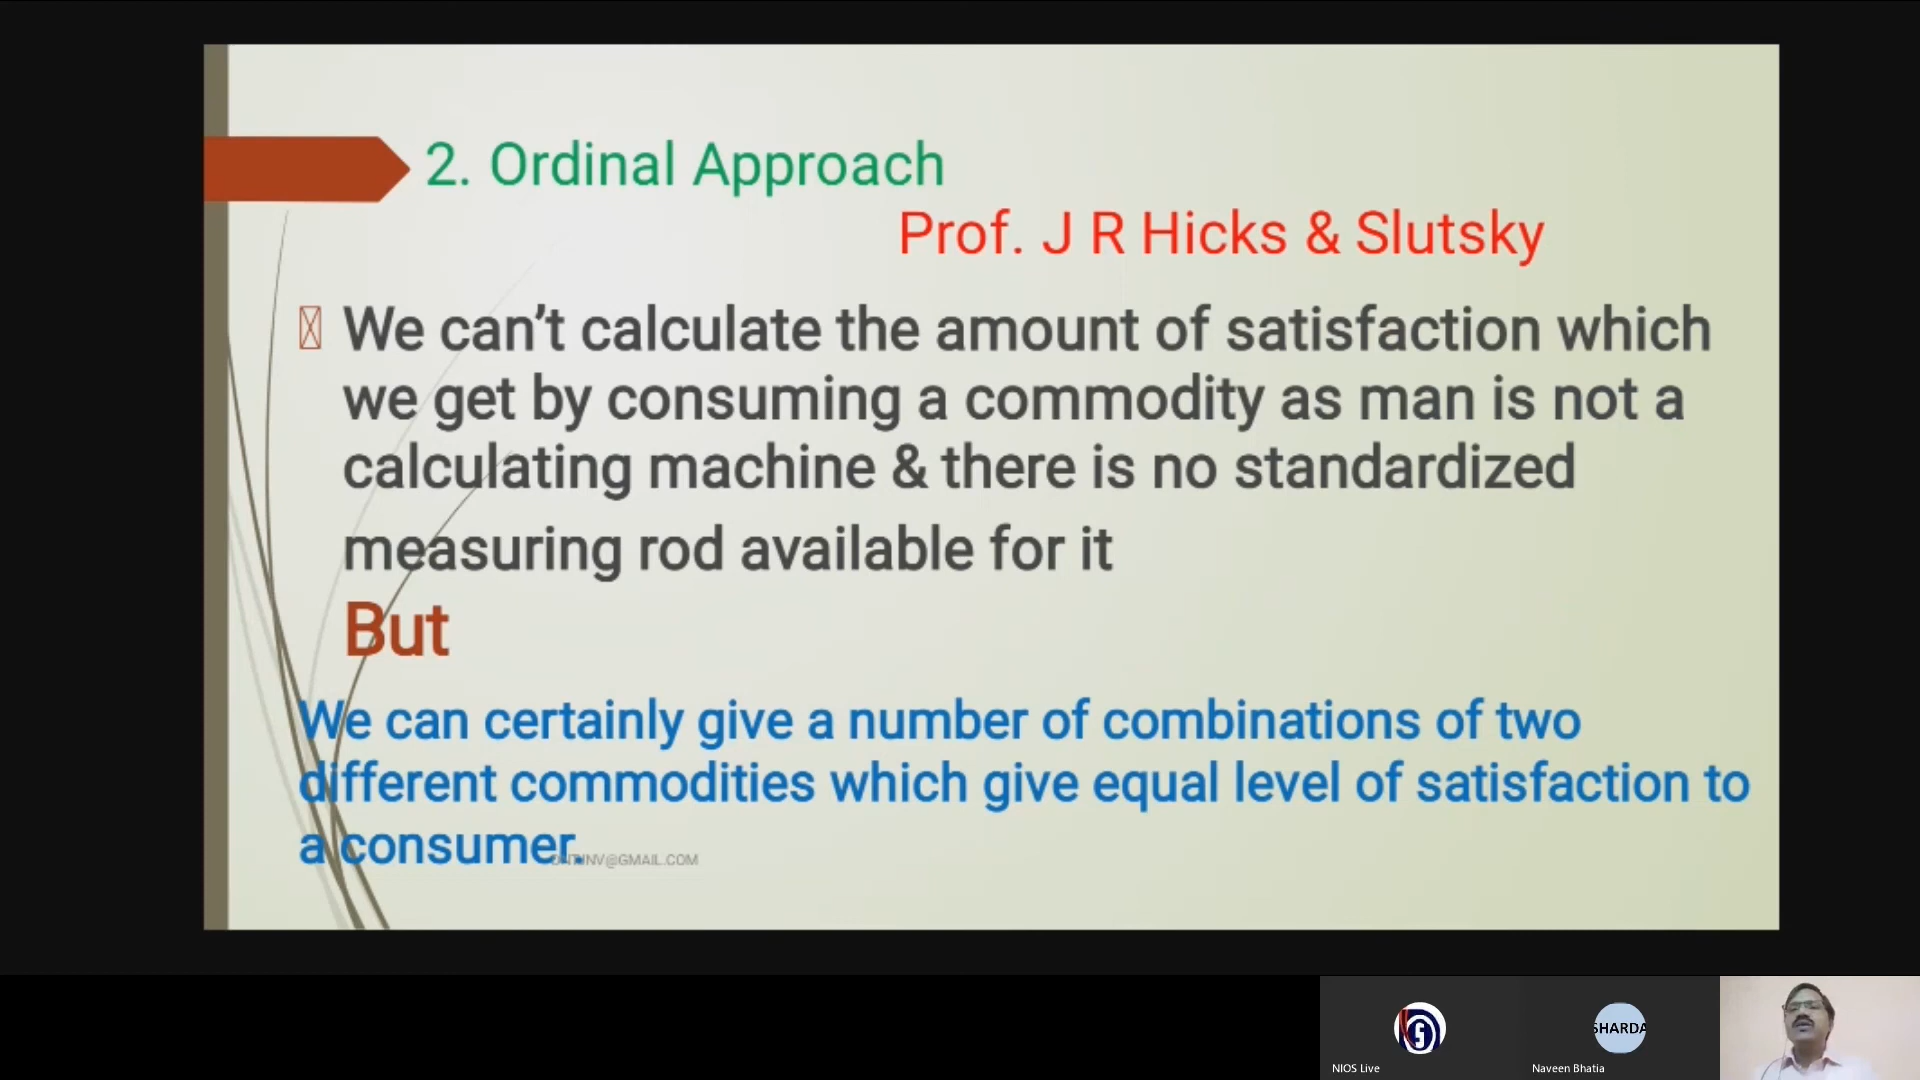 2. Ordinal Approach
Prof. J R Hicks & Slutsky
We can’t calculate the amount of satisfaction which
we get by consuming a commodity as man is not a
calculating machine & there is no standardized
measuring rod available for it
But
We can certainly give a number of combinations of two
different commodities which give equal level of satisfaction to
a consumer.
NIOS Live
SHARDA
Naveen Bhatia